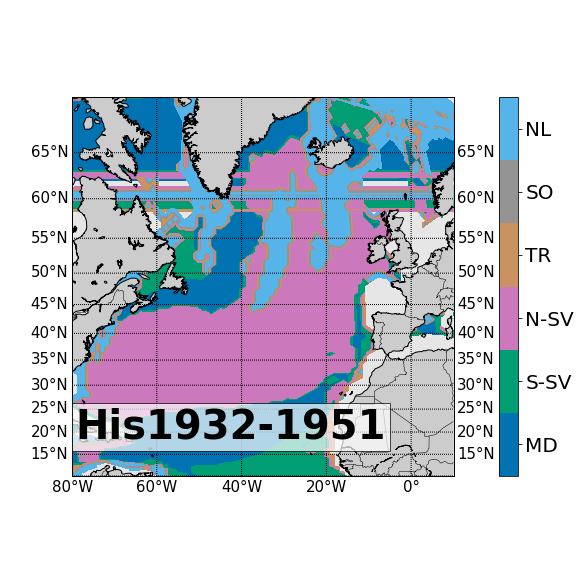 NL
65°N 65°N
SO
60°N 60°N
55°N 55°N TR
50°N 50°N
45°N 45°N N-SV
40°N 40°N
35°N 35°N
30°N 30°N S-SV
25°N 25°N
His1932-1951
20°N 20°N MD
15°N 15°N
80°W 60°W 40°W 20°W 0°